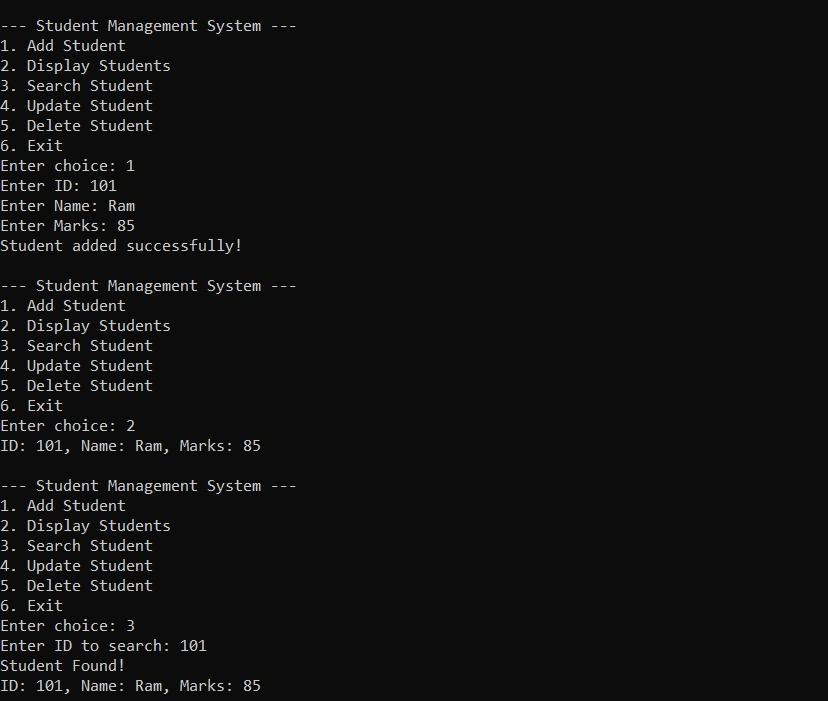 --- Student Management System ---
1. Add Student
2. Display Students
3. Search Student
4. Update Student
5. Delete Student
6. Exit
Enter choice: 1
Enter ID: 101
Enter Name: Ram
Enter Marks: 85
Student added successfully!
--- Student Management System ---
1. Add Student
2. Display Students
3. Search Student
4. Update Student
5. Delete Student
6. Exit
Enter choice: 2
ID: 101, Name: Ram, Marks: 85
--- Student Management System ---
1. Add Student
2. Display Students
3. Search Student
4. Update Student
5. Delete Student
6. Exit
Enter choice: 3
Enter ID to search: 101
Student Found!
ID: 101, Name: Ram, Marks: 85